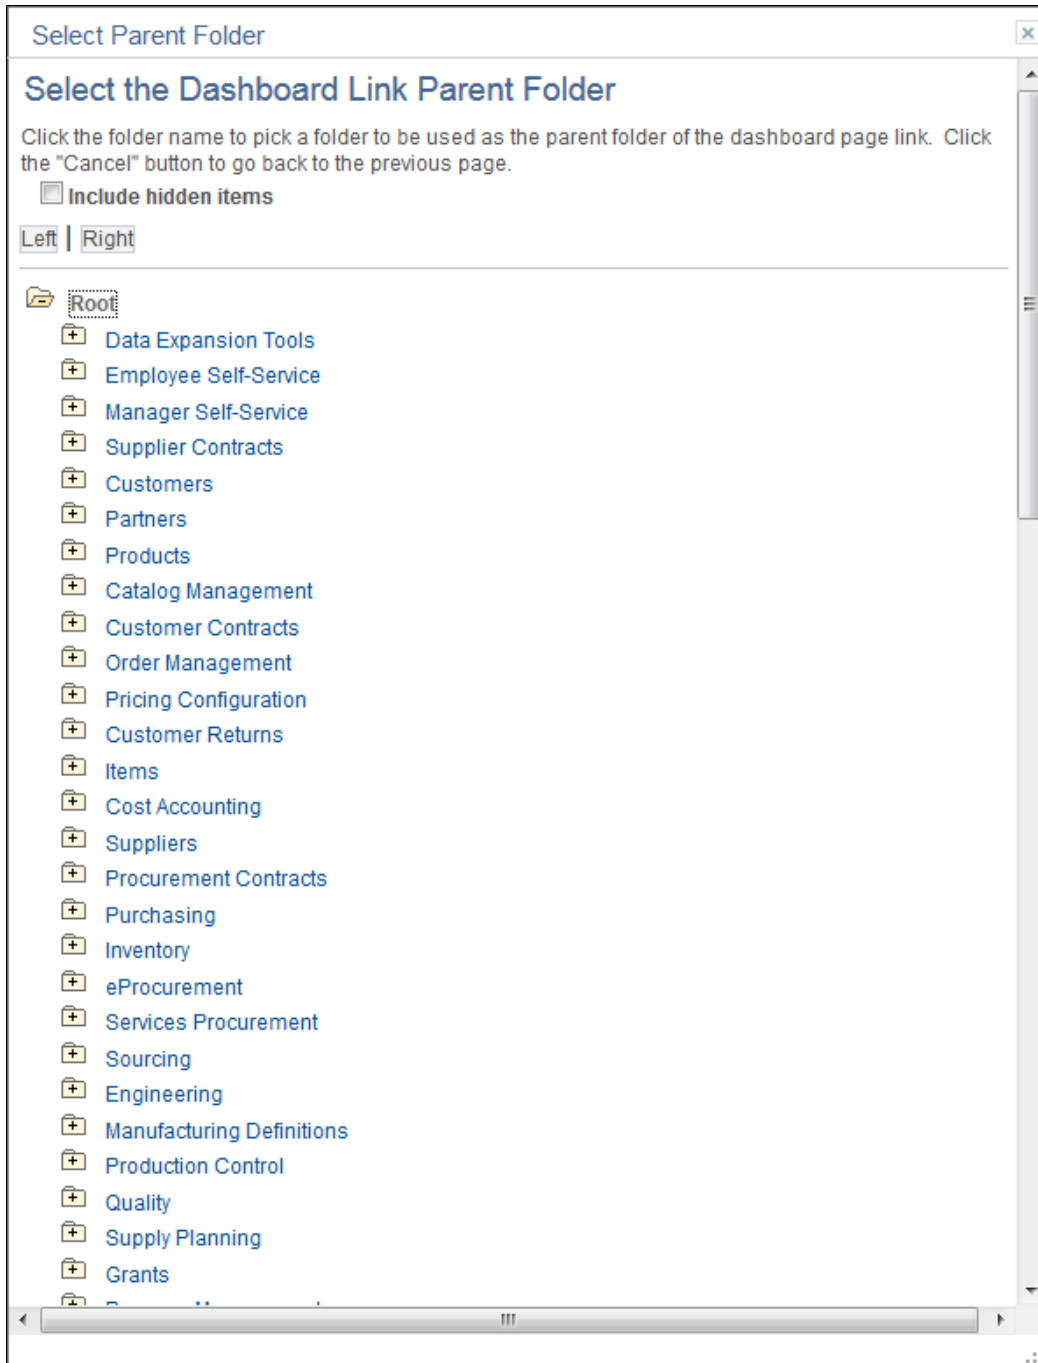 Select Parent Folder
Select the Dashboard Link Parent Folder
Click the folder name to pick a folder to be used as the parent folder of the dashboard page link. Click
the "Cancel" button to go back to the previous page.
Include hidden items
Left | Right
Root
Data Expansion Tools
Employee Self-Service
Manager Self-Service
Supplier Contracts
Customers
Partners
Products
Catalog Management
Customer Contracts
Order Management
Pricing Configuration
Customer Returns
Items
Cost Accounting
Suppliers
Procurement Contracts
Purchasing
Inventory
eProcurement
Services Procurement
Sourcing
Engineering
Manufacturing Definitions
Production Control
Quality
Supply Planning
Grants